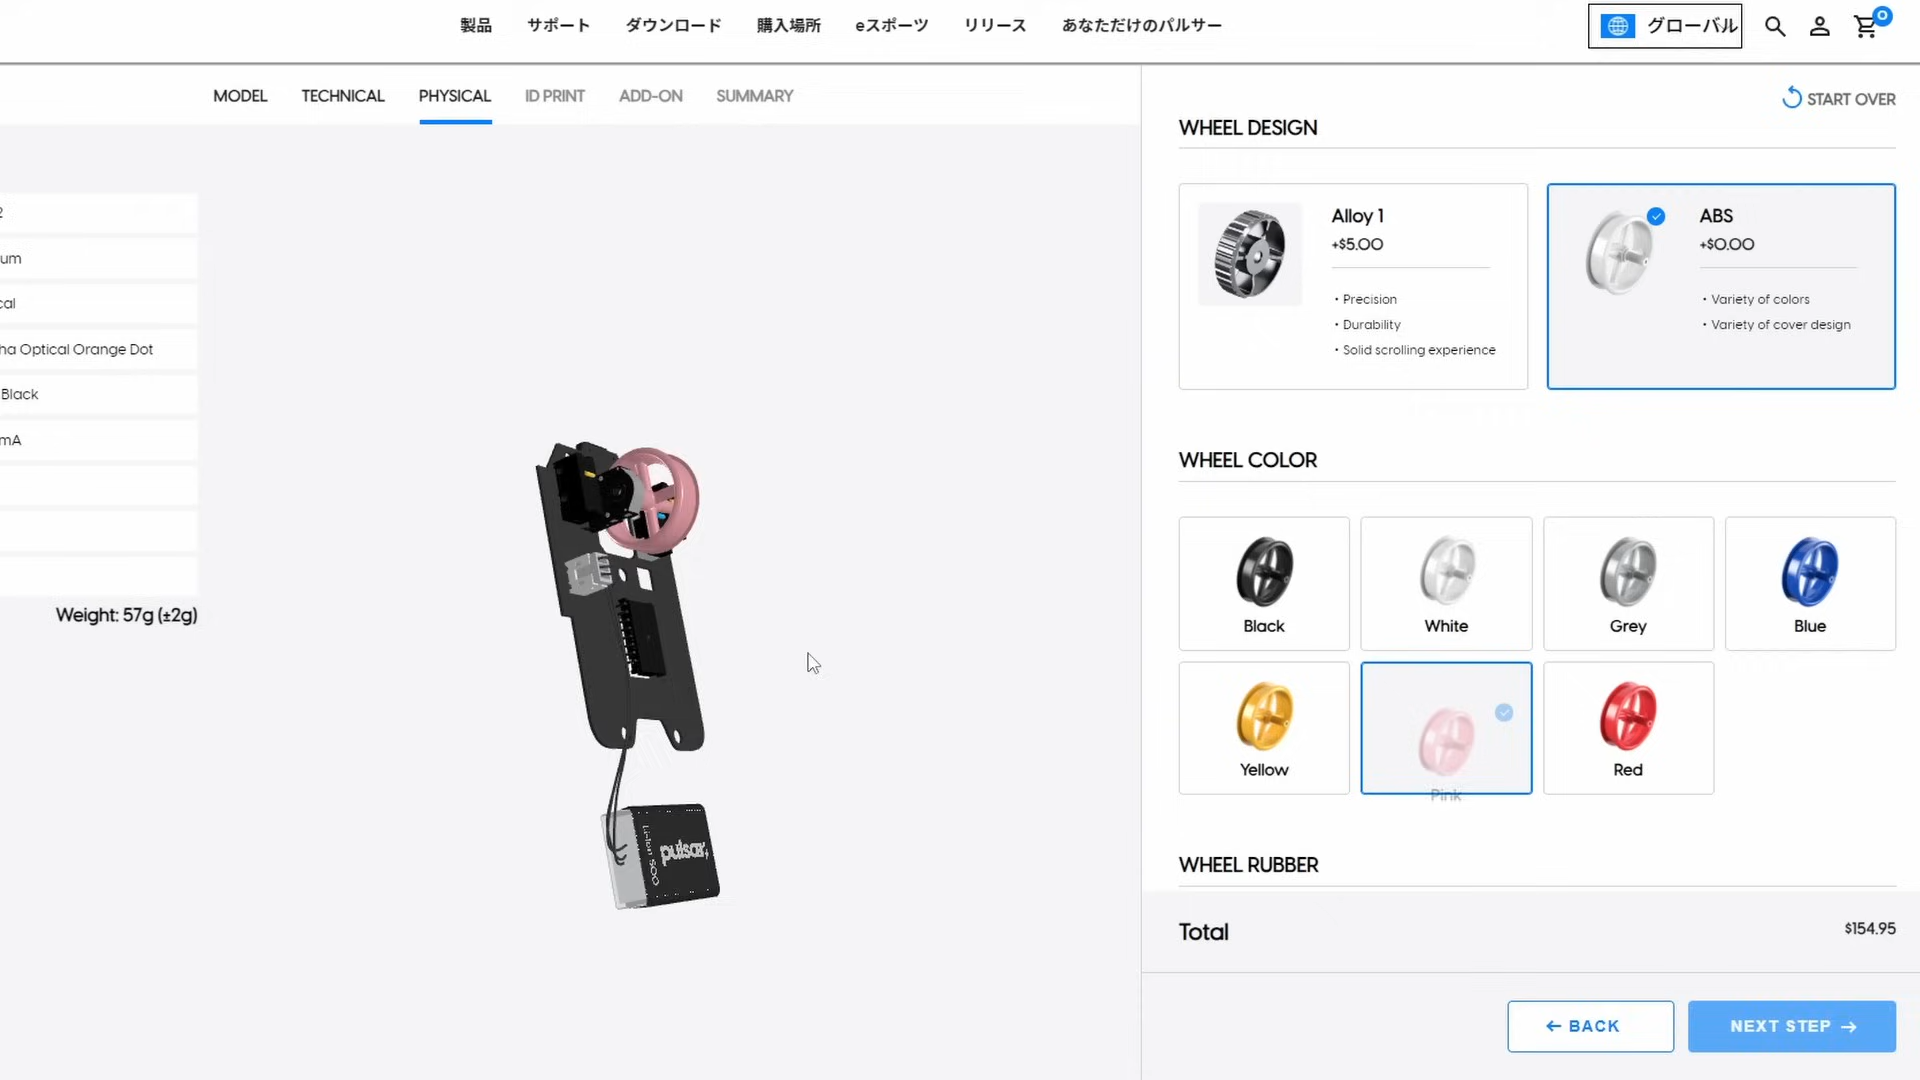 製品 サポート ダウンロード 購入場所 eスポーツ リリース あなただけのパルサー
グローバル 0
MODEL TECHNICAL PHYSICAL ID PRINT ADD-ON SUMMARY
START OVER
2
um
cal
ha Optical Orange Dot
Black
mA
Weight: 57g (±2g)
Li-ion 500
pulsar
WHEEL DESIGN
Alloy 1
+$5.00
• Precision
• Durability
• Solid scrolling experience
ABS
+$0.00
• Variety of colors
• Variety of cover design
WHEEL COLOR
Black White Grey Blue
Yellow Pink Red
WHEEL RUBBER
Total $154.95
← BACK NEXT STEP →